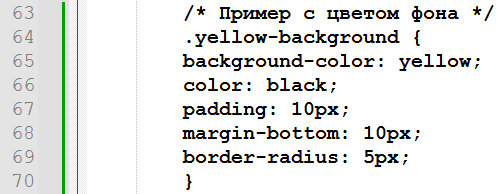 63 /* Пример с цветом фона */
64 .yellow-background {
65 background-color: yellow;
66 color: black;
67 padding: 10px;
68 margin-bottom: 10px;
69 border-radius: 5px;
70 }